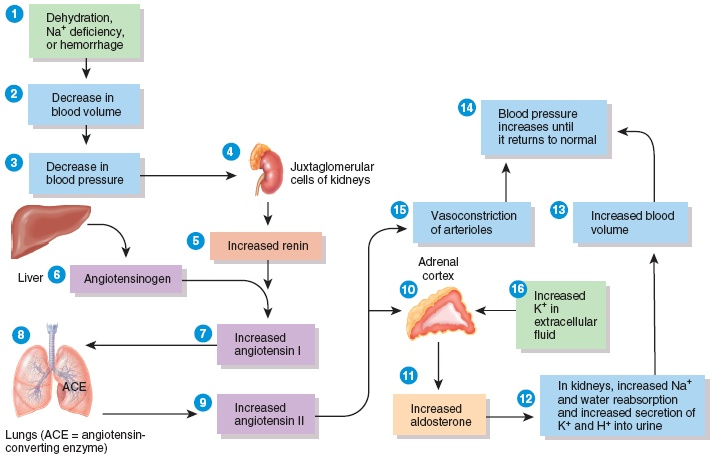 1
Dehydration,
Na+ deficiency,
or hemorrhage
2
Decrease in
blood volume
3
Decrease in
blood pressure
4
Juxtaglomerular
cells of kidneys
5
Increased renin
Liver
6
Angiotensinogen
7
Increased
angiotensin I
8
ACE
Lungs (ACE = angiotensin-
converting enzyme)
9
Increased
angiotensin II
10
Adrenal
cortex
11
Increased
aldosterone
12
In kidneys, increased Na+
and water reabsorption
and increased secretion of
K+ and H+ into urine
13
Increased blood
volume
14
Blood pressure
increases until
it returns to normal
15
Vasoconstriction
of arterioles
16
Increased
K+ in
extracellular
fluid